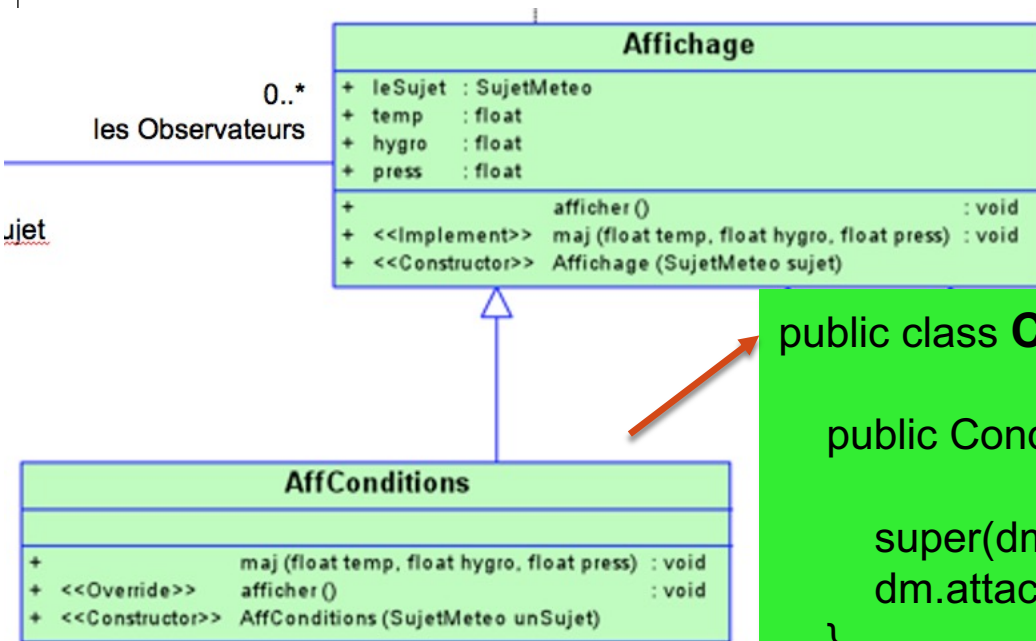 Affichage
+ leSujet : SujetMeteo
+ temp : float
+ hygro : float
+ press : float
+ afficher () : void
+ <<Implement>> maj (float temp, float hygro, float press) : void
+ <<Constructor>> Affichage (SujetMeteo sujet)
0..*
les Observateurs
ujet
AffConditions
+ maj (float temp, float hygro, float press) : void
+ <<Override>> afficher () : void
+ <<Constructor>> AffConditions (SujetMeteo unSujet)
public class C
public Conc
super(dm
dm.attac
}